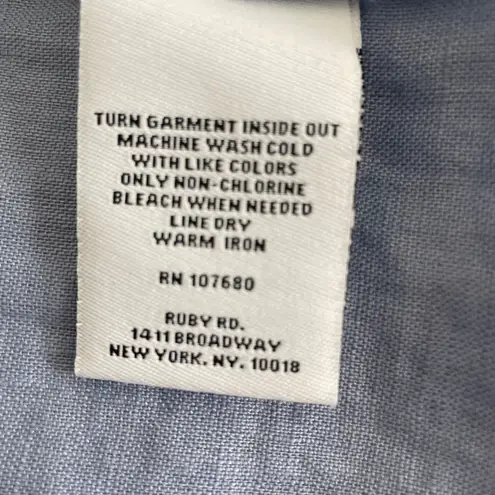 TURN GARMENT INSIDE OUT
MACHINE WASH COLD
WITH LIKE COLORS
ONLY NON-CHLORINE
BLEACH WHEN NEEDED
LINE DRY
WARM IRON
RN 107680
RUBY RD.
1411 BROADWAY
NEW YORK. NY. 10018